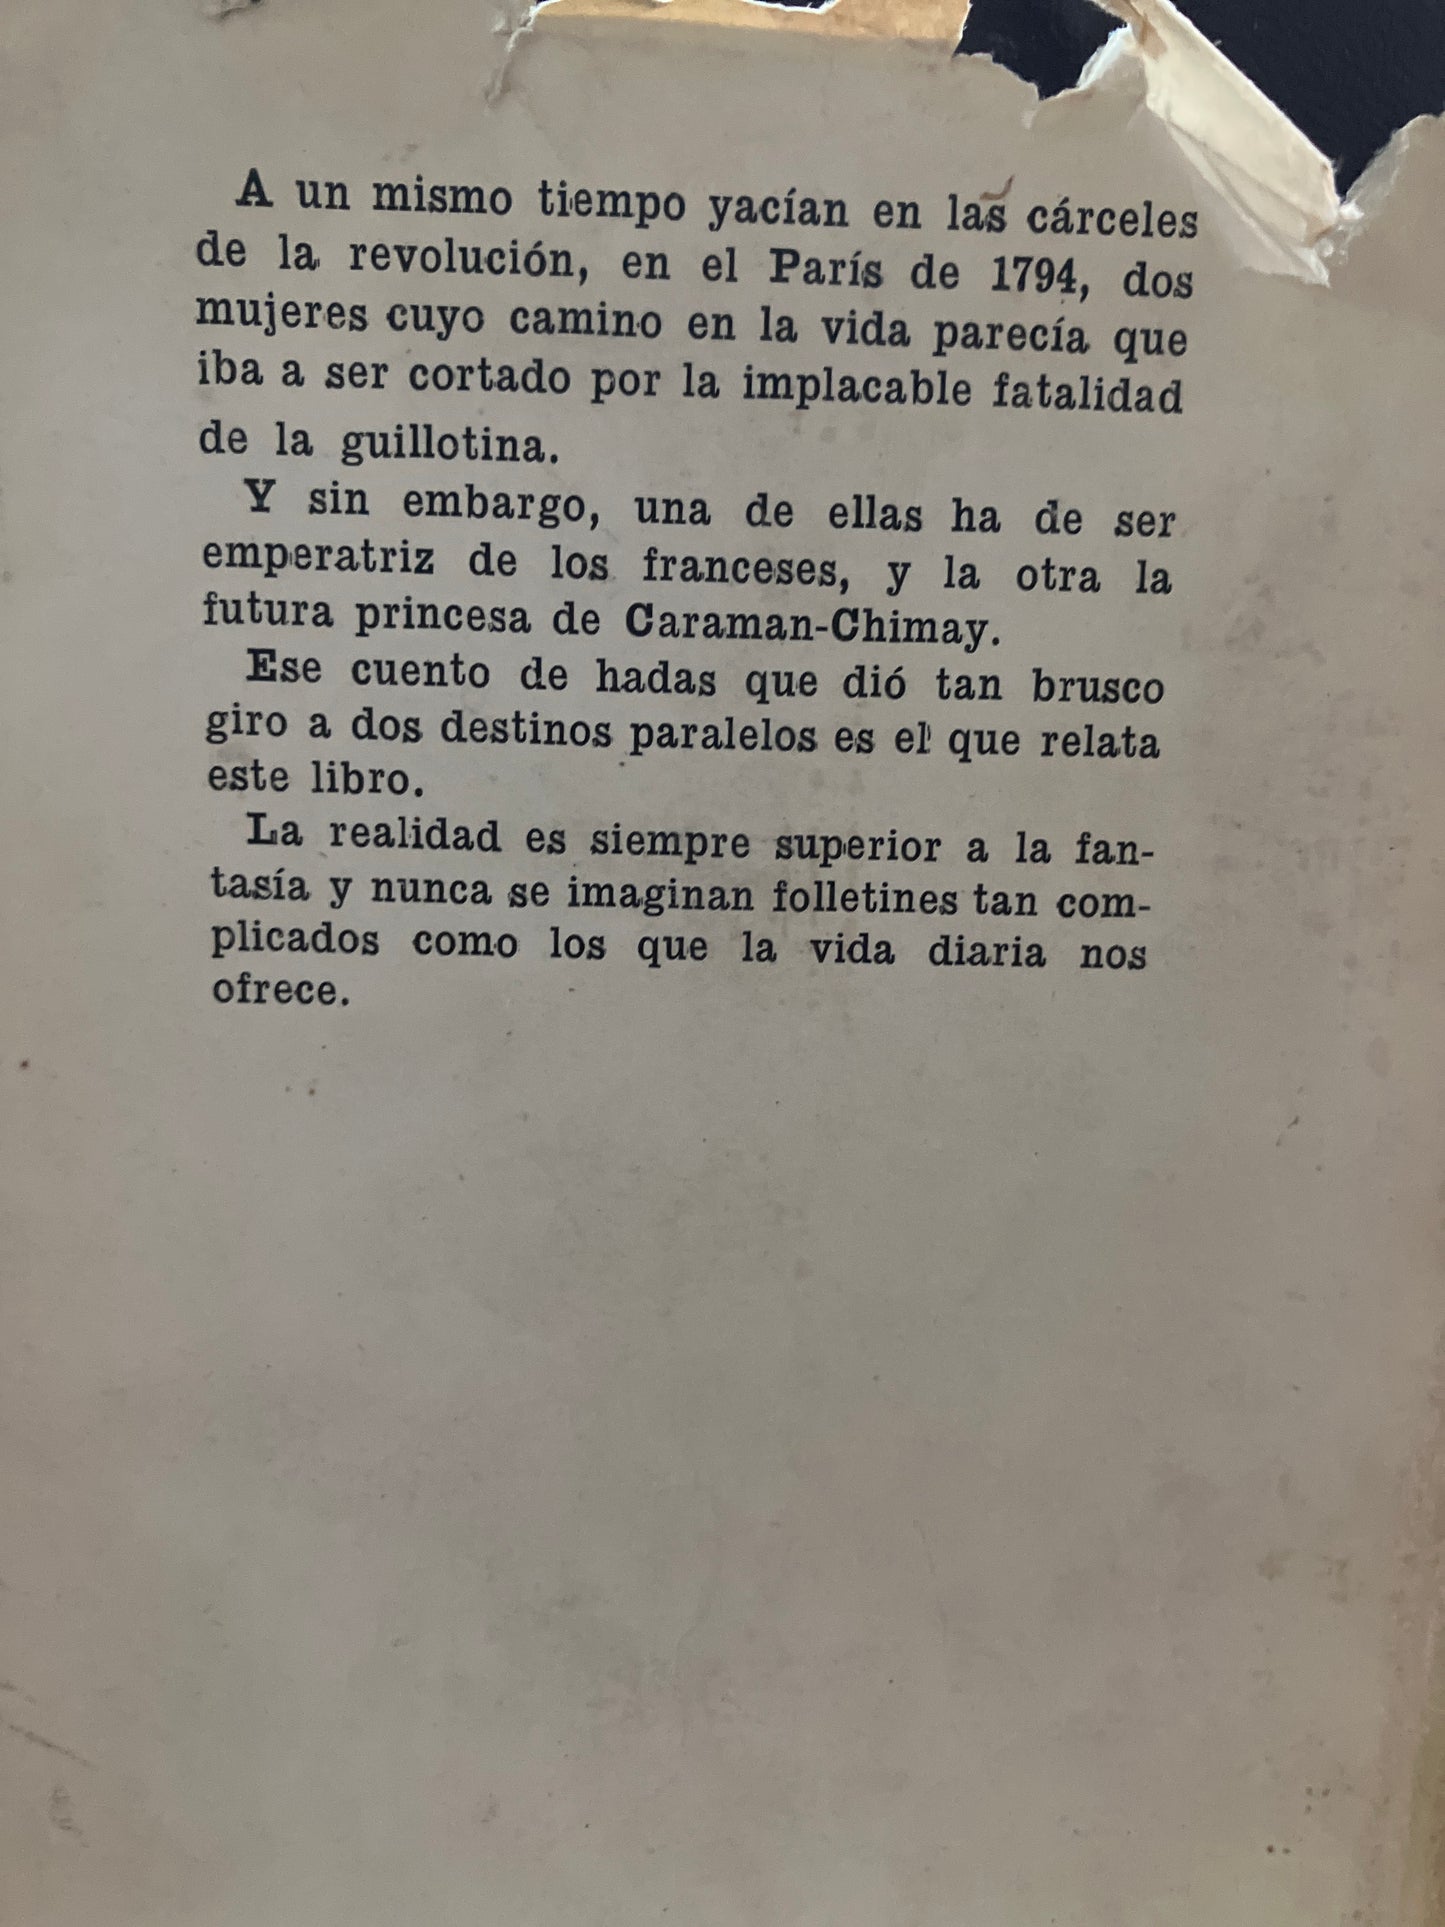 A un mismo tiempo yacían en las cárceles
de la revolución, en el París de 1794, dos
mujeres cuyo camino en la vida parecía que
iba a ser cortado por la implacable fatalidad
de la guillotina.
Y sin embargo, una de ellas ha de ser
emperatriz de los franceses, y la otra la
futura princesa de Caraman-Chimay.
Ese cuento de hadas que dió tan brusco
giro a dos destinos paralelos es el que relata
este libro.
La realidad es siempre superior a la fan-
tasía y nunca se imaginan folletines tan com-
plicados como los que la vida diaria nos
ofrece.